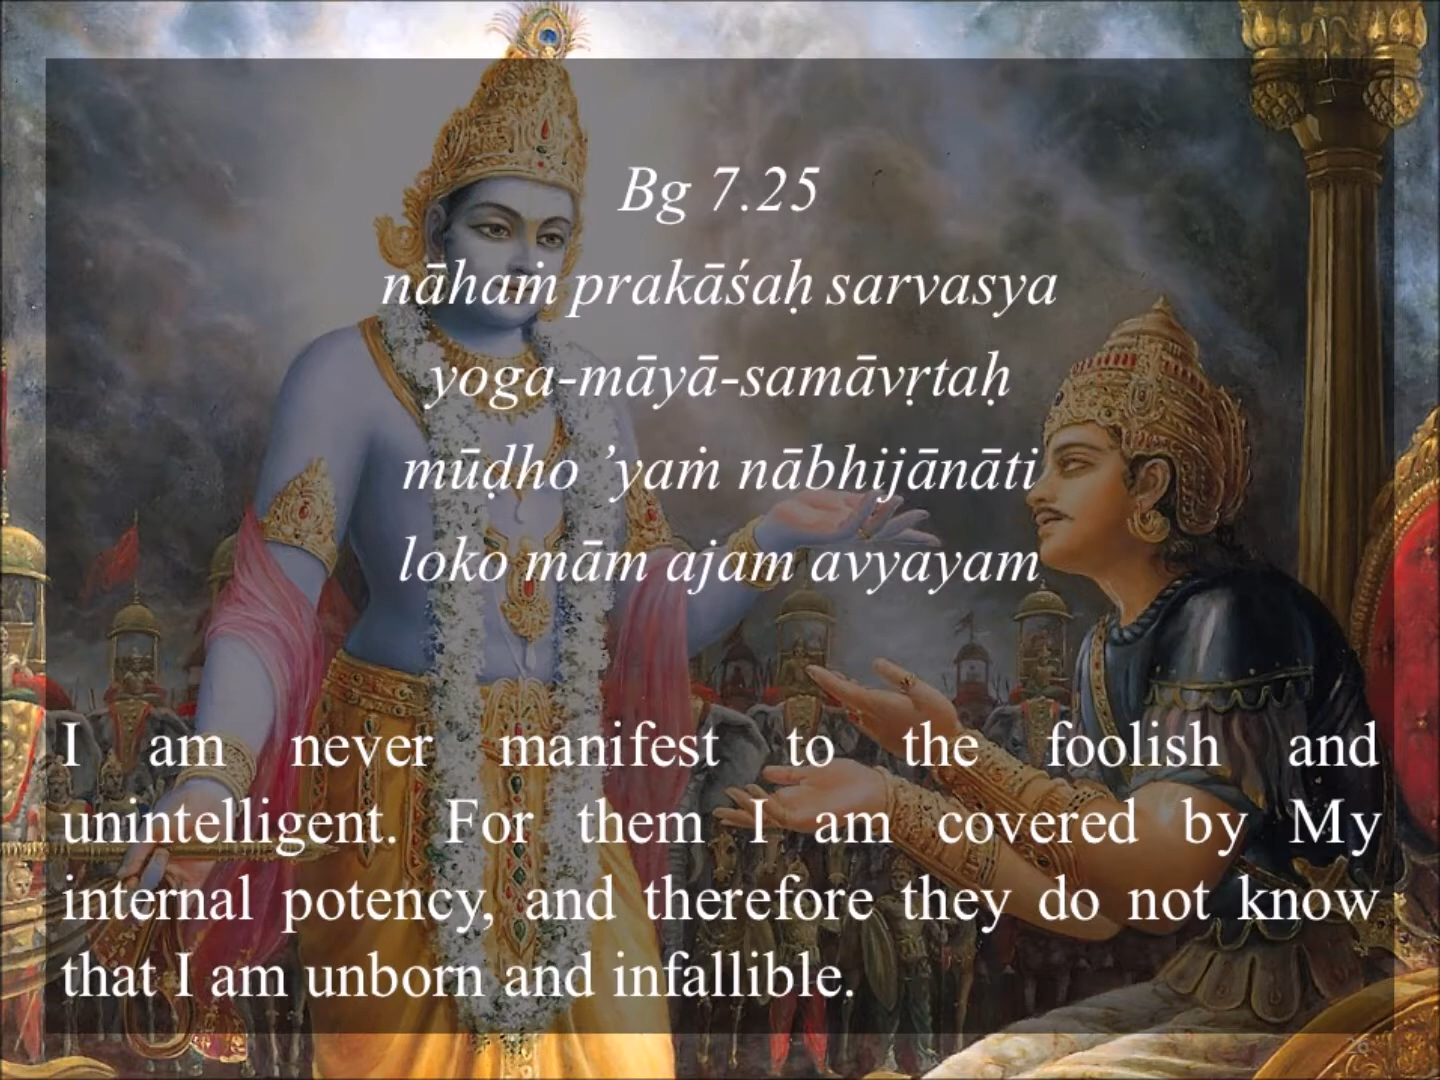 Bg 7.25
nāhaṁ prakāśaḥ sarvasya
yoga-māyā-samāvṛtaḥ
mūḍho ’yaṁ nābhijānāti
loko mām ajam avyayam
I am never manifest to the foolish and
unintelligent. For them I am covered by My
internal potency, and therefore they do not know
that I am unborn and infallible.